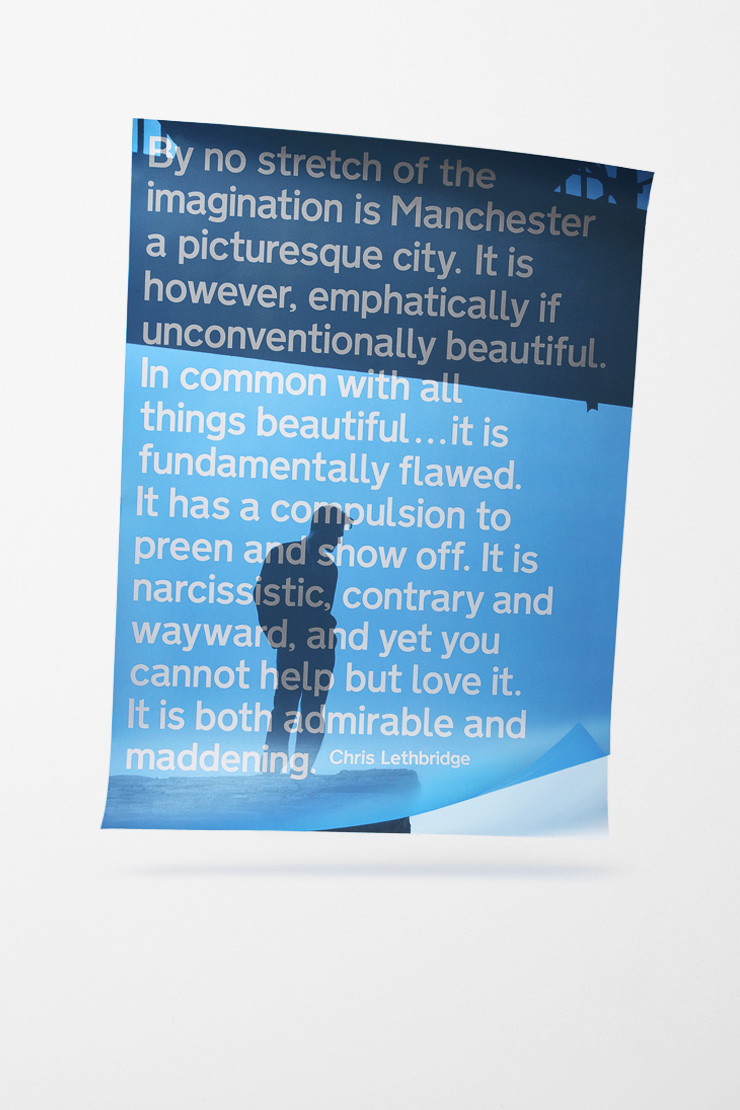 By no stretch of the
imagination is Manchester
a picturesque city. It is
however, emphatically if
unconventionally beautiful.
In common with all
things beautiful...it is
fundamentally flawed.
It has a compulsion to
preen and show off. It is
narcissistic, contrary and
wayward, and yet you
cannot help but love it.
It is both admirable and
maddening. Chris Lethbridge